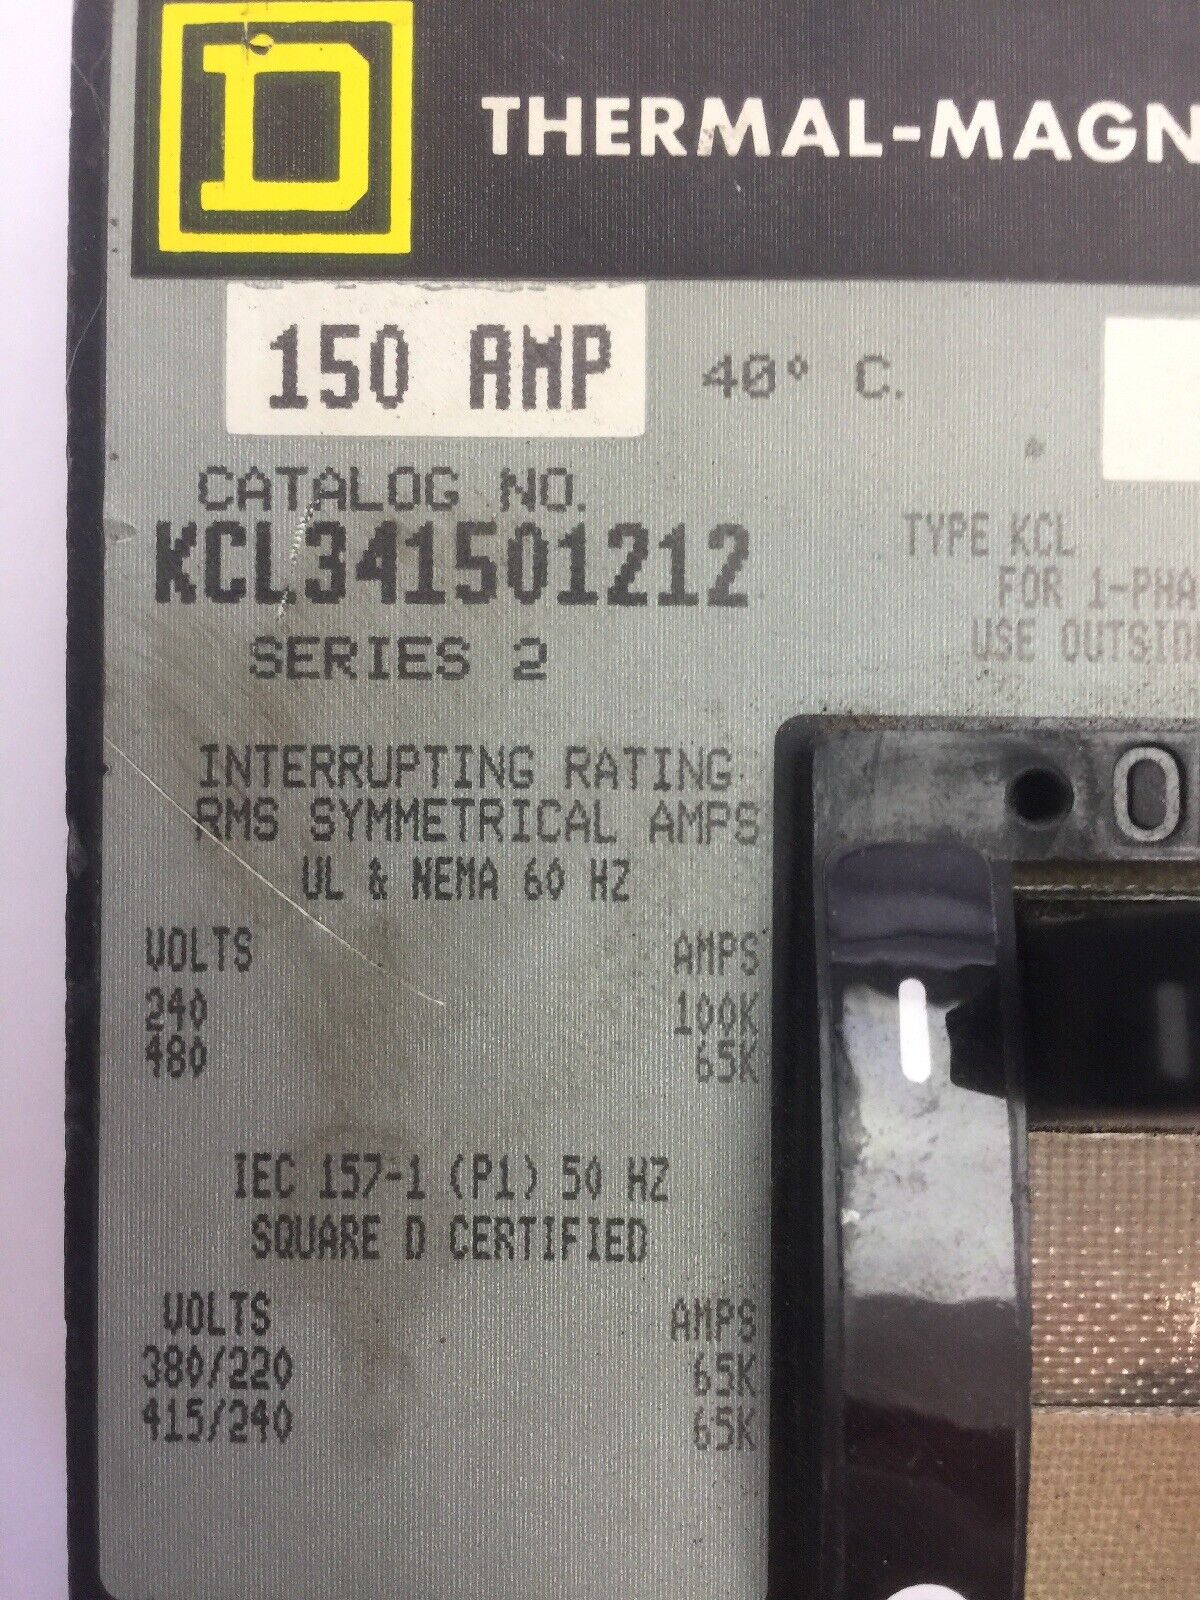 D
THERMAL-MAGN
150 AMP 40° C.
CATALOG NO.
KCL341501212
SERIES 2
TYPE KCL
FOR 1-PHA
USE OUTSID
INTERRUPTING RATING
RMS SYMMETRICAL AMPS
UL & NEMA 60 HZ
VOLTS AMPS
240 100K
480 65K
O
IEC 157-1 (P1) 50 HZ
SQUARE D CERTIFIED
VOLTS AMPS
380/220 65K
415/240 65K